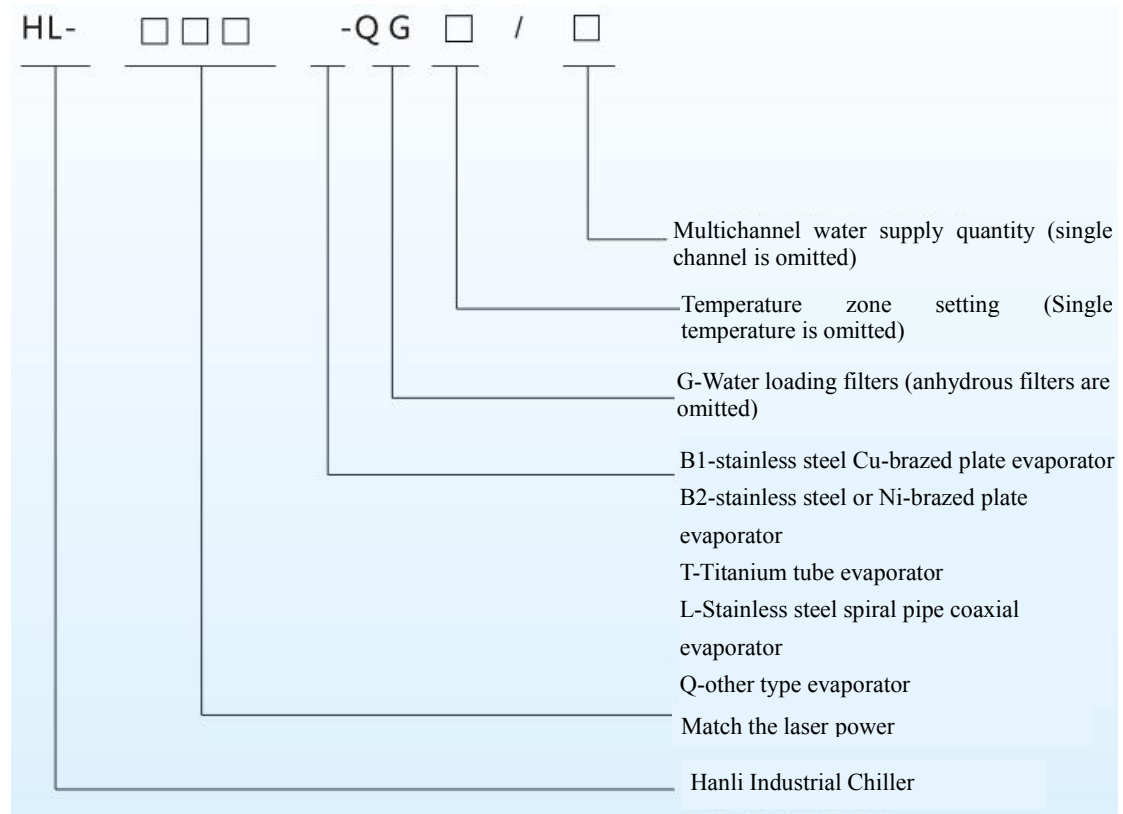 HL- □ □ □ -Q G □ / □
Multichannel water supply quantity (single
channel is omitted)
Temperature zone setting (Single
temperature is omitted)
G-Water loading filters (anhydrous filters are
omitted)
B1-stainless steel Cu-brazed plate evaporator
B2-stainless steel or Ni-brazed plate
evaporator
T-Titanium tube evaporator
L-Stainless steel spiral pipe coaxial
evaporator
Q-other type evaporator
Match the laser power
Hanli Industrial Chiller